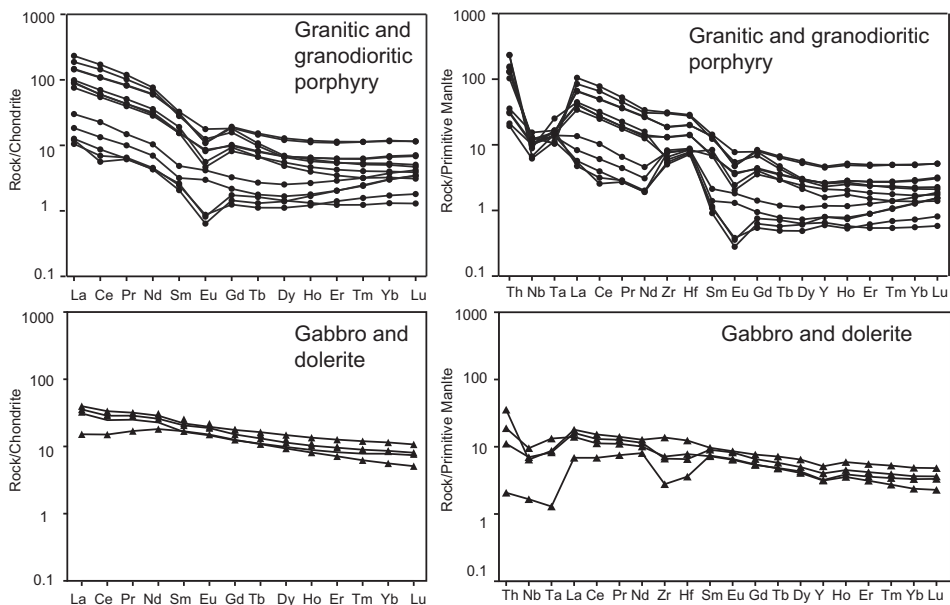 1000
100
10
1
0.1
Rock/Chondrite
Granitic and
granodioritic
porphyry
La Ce Pr Nd Sm Eu Gd Tb Dy Ho Er Tm Yb Lu
1000
100
10
1
0.1
Rock/Primitive Manlte
Granitic and granodioritic
porphyry
Th Nb Ta La Ce Pr Nd Zr Hf Sm Eu Gd Tb Dy Y Ho Er Tm Yb Lu
1000
100
10
1
0.1
Rock/Chondrite
Gabbro and
dolerite
La Ce Pr Nd Sm Eu Gd Tb Dy Ho Er Tm Yb Lu
1000
100
10
1
0.1
Rock/Primitive Manlte
Gabbro and dolerite
Th Nb Ta La Ce Pr Nd Zr Hf Sm Eu Gd Tb Dy Y Ho Er Tm Yb Lu